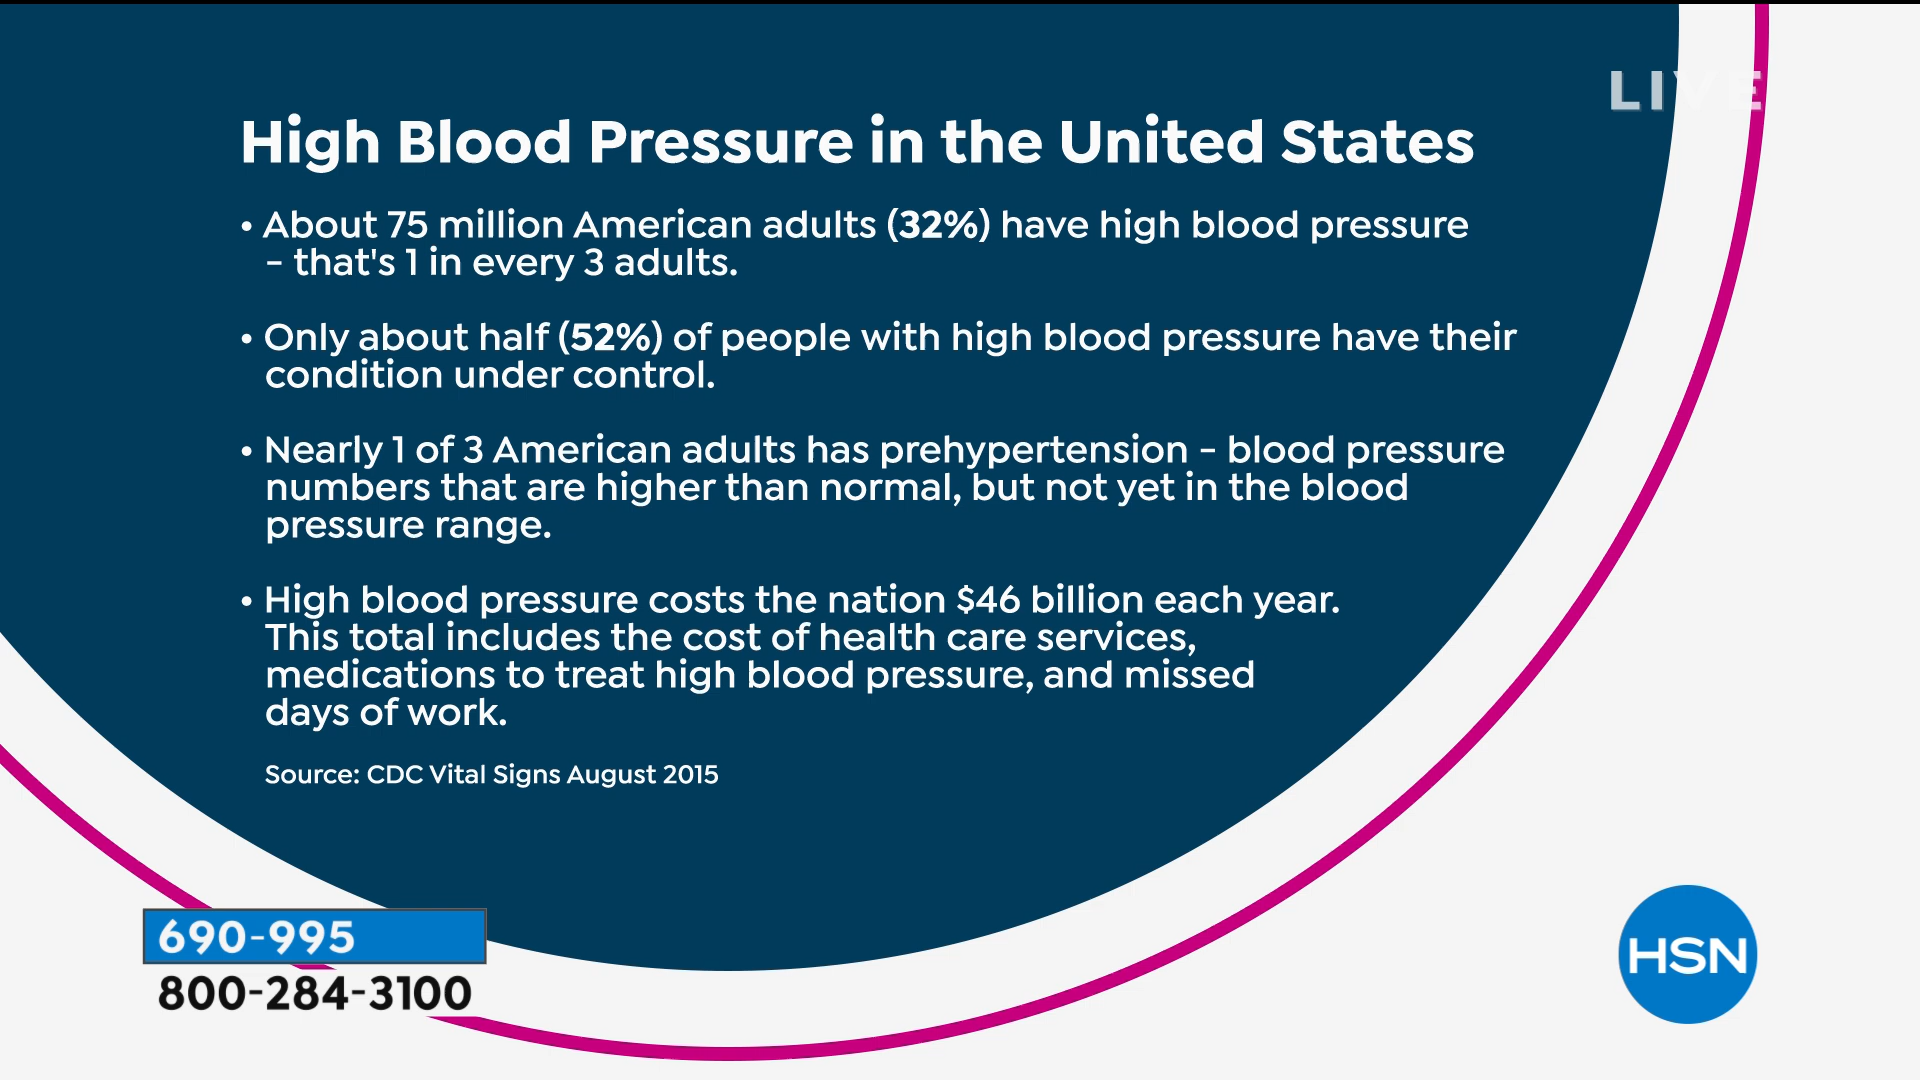 LIVE
High Blood Pressure in the United States
• About 75 million American adults (32%) have high blood pressure
– that's 1 in every 3 adults.
• Only about half (52%) of people with high blood pressure have their
condition under control.
• Nearly 1 of 3 American adults has prehypertension – blood pressure
numbers that are higher than normal, but not yet in the blood
pressure range.
• High blood pressure costs the nation $46 billion each year.
This total includes the cost of health care services,
medications to treat high blood pressure, and missed
days of work.
Source: CDC Vital Signs August 2015
690-995
800-284-3100
HSN